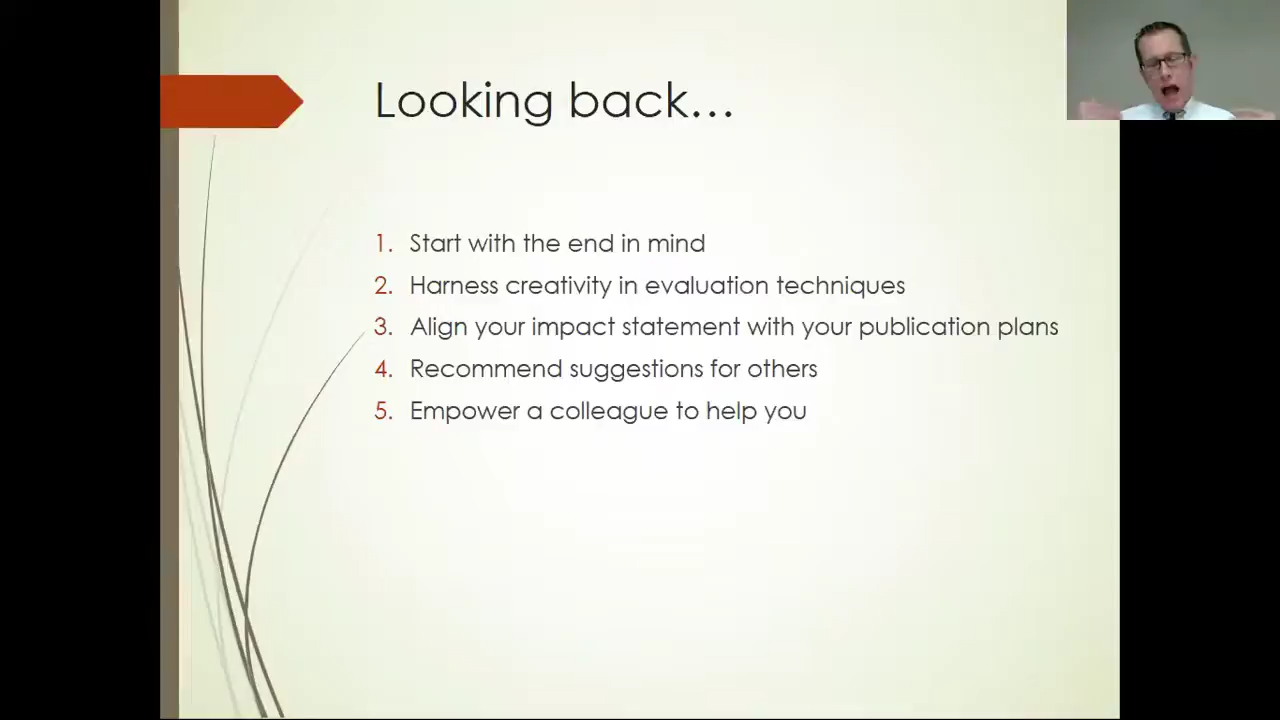 Looking back…
1. Start with the end in mind
2. Harness creativity in evaluation techniques
3. Align your impact statement with your publication plans
4. Recommend suggestions for others
5. Empower a colleague to help you